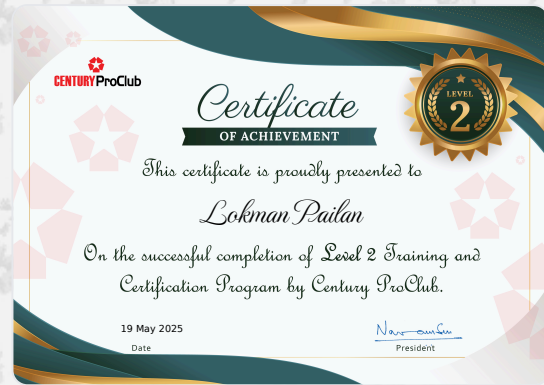 CENTURY ProClub
Certificate
OF ACHIEVEMENT
LEVEL
2
This certificate is proudly presented to
Lokman Pailan
On the successful completion of Level 2 Training and
Certification Program by Century ProClub.
19 May 2025
Date
President